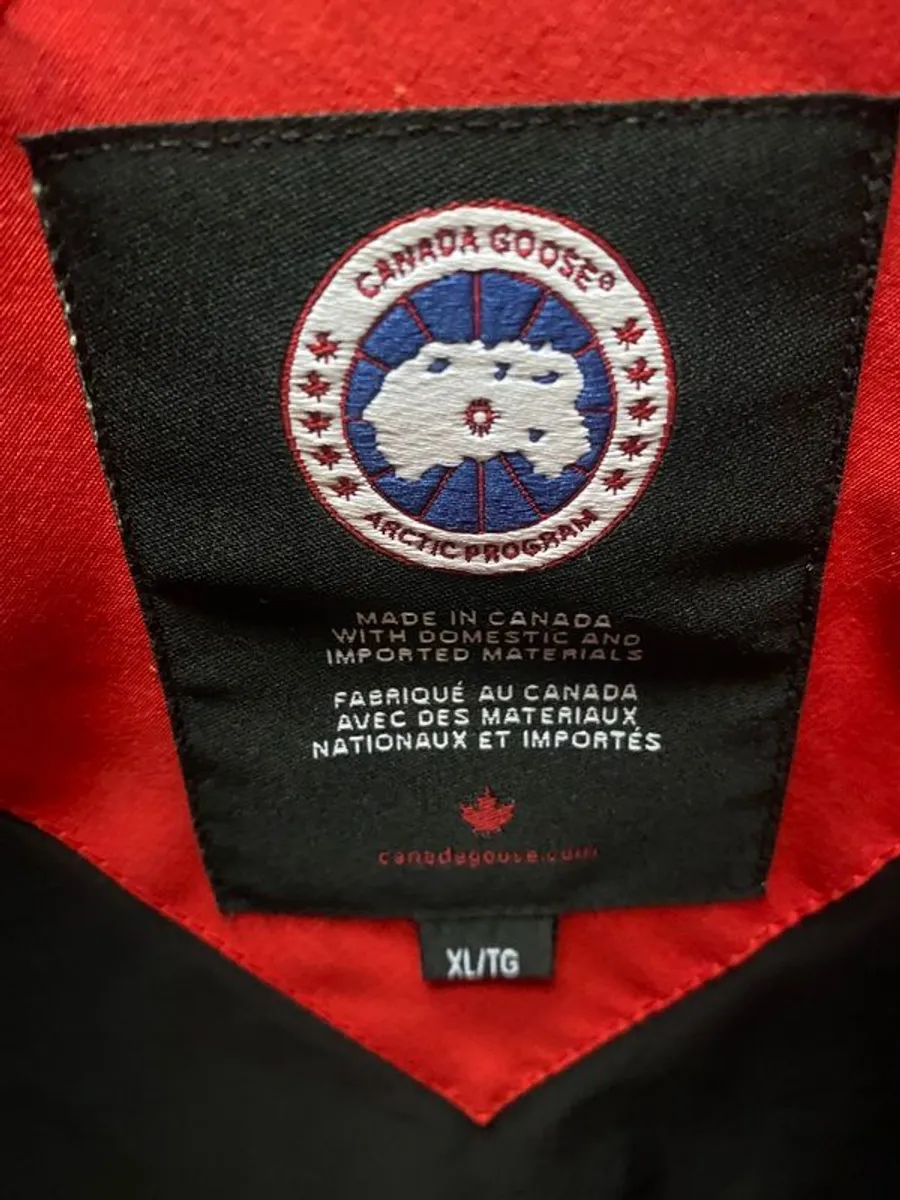 CANADA GOOSE®
ARCTIC PROGRAM
MADE IN CANADA
WITH DOMESTIC AND
IMPORTED MATERIALS
FABRIQUÉ AU CANADA
AVEC DES MATERIAUX
NATIONAUX ET IMPORTÉS
canadagoose.com
XL/TG